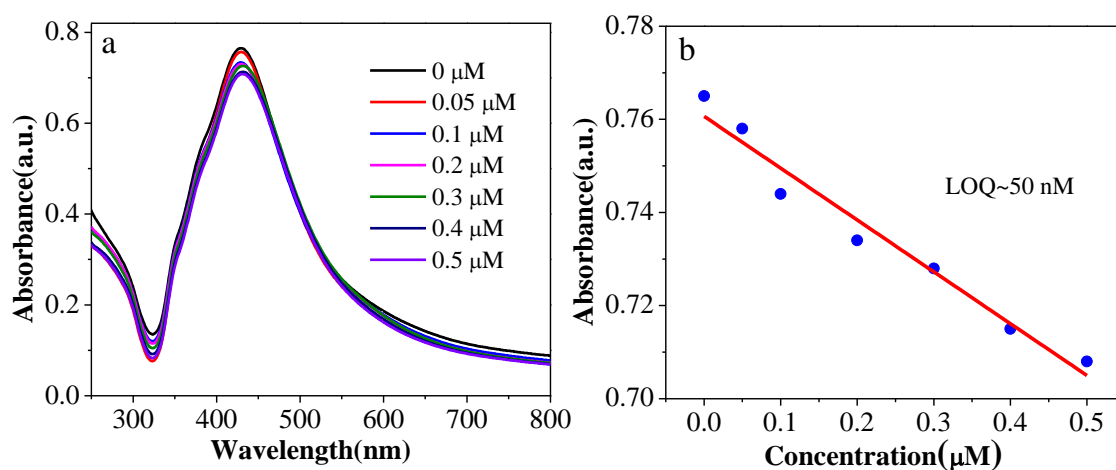 a
0.8
0.6
0.4
0.2
0.0
Absorbance(a.u.)
0 μM
0.05 μM
0.1 μM
0.2 μM
0.3 μM
0.4 μM
0.5 μM
300 400 500 600 700 800
Wavelength(nm)
b
0.78
0.76
0.74
0.72
0.70
Absorbance(a.u.)
LOQ~50 nM
0.0 0.1 0.2 0.3 0.4 0.5
Concentration(μM)